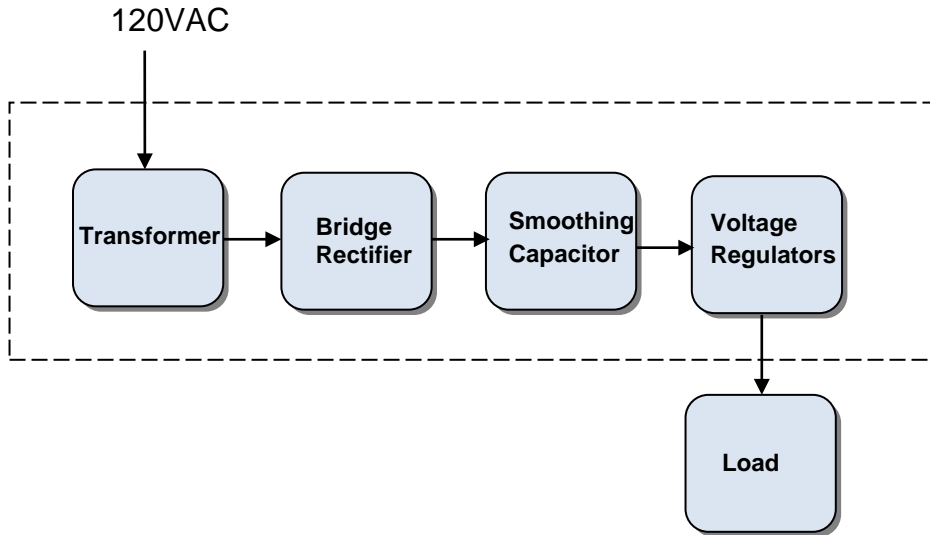 120VAC
Transformer
Bridge
Rectifier
Smoothing
Capacitor
Voltage
Regulators
Load